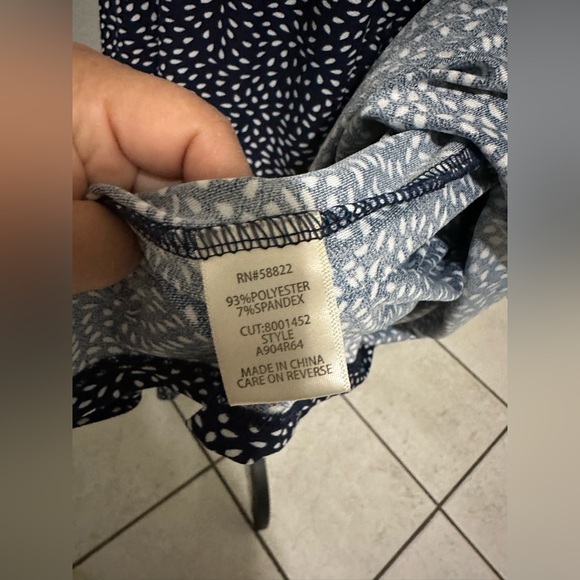 RN#58822
93%POLYESTER
7%SPANDEX
CUT:8001452
STYLE
A904R64
MADE IN CHINA
CARE ON REVERSE